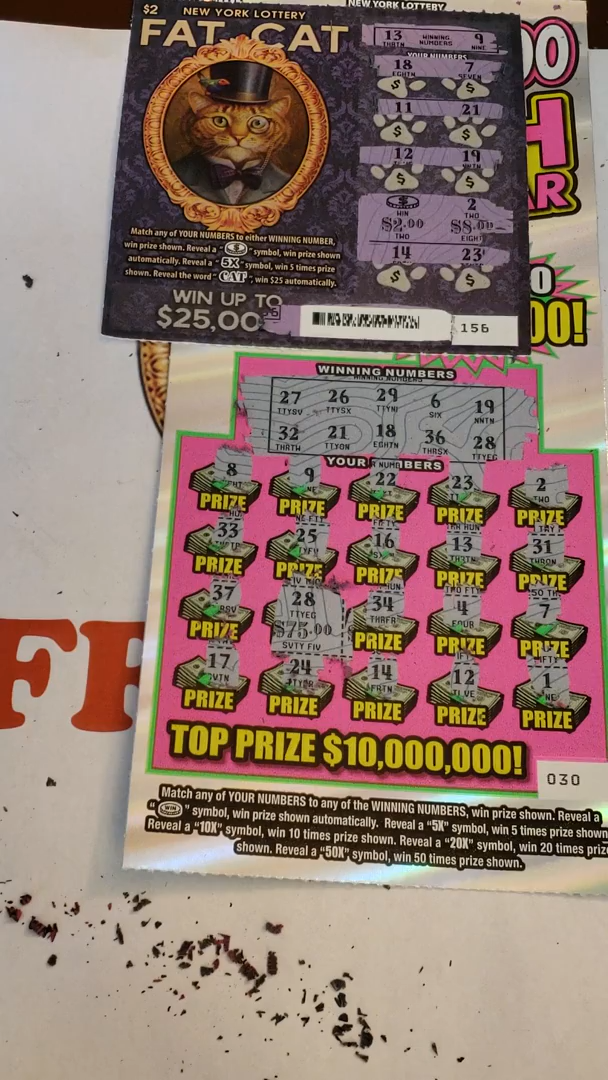 $2 NEW YORK LOTTERY
FAT CAT
13 WINNING NUMBERS 9
NINE
YOUR NUMBERS
18 7
EGHTN SEVEN
$ $
11 21
$ $
12 19
$ $
$ 2
WIN TWO
$2.00 $8.00
TWO EIGHT
14 23
$ $
Match any of YOUR NUMBERS to either WINNING NUMBER,
win prize shown. Reveal a " $ " symbol, win prize shown
automatically. Reveal a "5X" symbol, win 5 times prize
shown. Reveal the word "CAT", win $25 automatically.
WIN UP TO
$25,00
156
NEW YORK LOTTERY
00
H
AR
0
00!
WINNING NUMBERS
27 26 29 6 19
TTYSV TTYSX TTYNI SIX NNTN
32 21 18 36 28
THRTW TTYON EGHTN THRSX TTYEG
YOUR NUMBERS
8 9 22 23 2
TWO
PRIZE PRIZE PRIZE PRIZE PRIZE
33 25 16 13 31
PRIZE PRIZE PRIZE PRIZE PRIZE
37 28 34 4 7
TTYEG THRFR FOUR
PRIZE $75.00 PRIZE PRIZE PRIZE
SVTY FIV
17 24 14 12 1
FRTN
PRIZE PRIZE PRIZE PRIZE PRIZE
TOP PRIZE $10,000,000!
030
Match any of YOUR NUMBERS to any of the WINNING NUMBERS, win prize shown. Reveal a
" WIN " symbol, win prize shown automatically. Reveal a "5X" symbol, win 5 times prize shown.
Reveal a "10X" symbol, win 10 times prize shown. Reveal a "20X" symbol, win 20 times prize
shown. Reveal a "50X" symbol, win 50 times prize shown.
FR